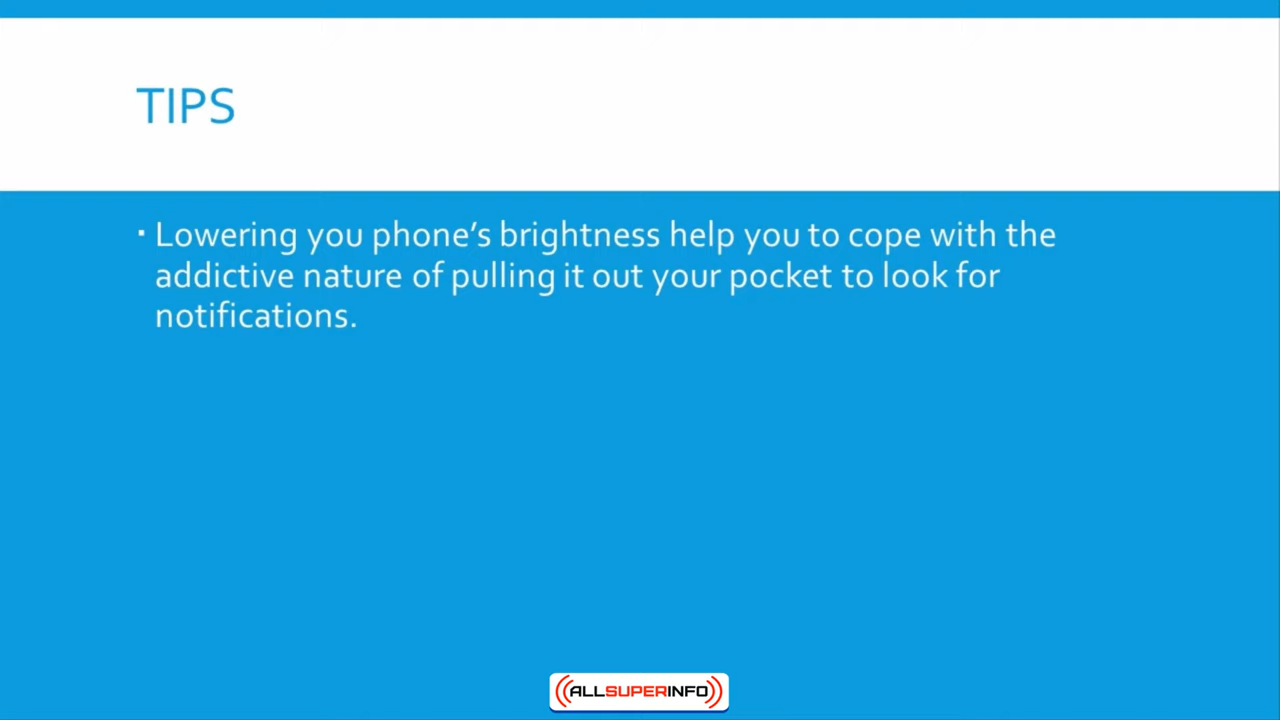 TIPS
▪ Lowering you phone’s brightness help you to cope with the
addictive nature of pulling it out your pocket to look for
notifications.
ALLSUPERINFO